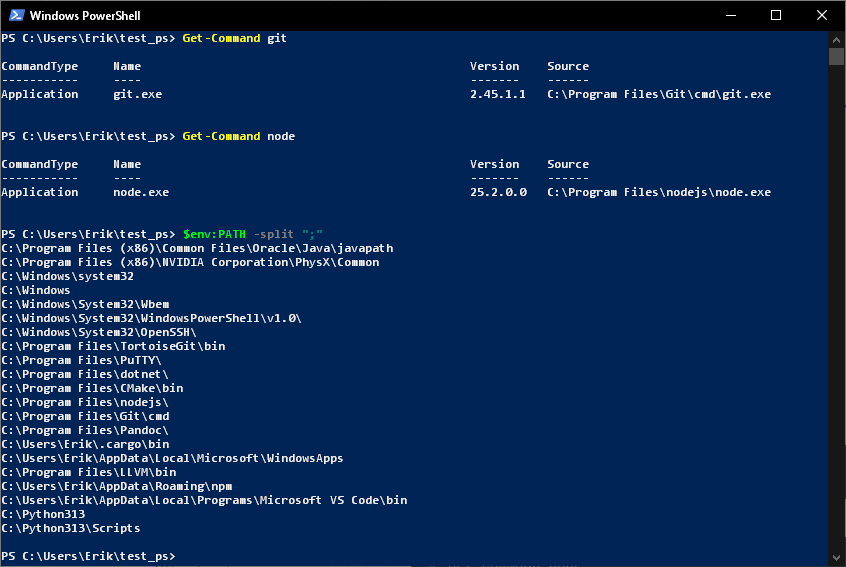 Windows PowerShell
PS C:\Users\Erik\test_ps> Get-Command git
CommandType     Name                                               Version    Source
-----------     ----                                               -------    ------
Application     git.exe                                            2.45.1.1   C:\Program Files\Git\cmd\git.exe
PS C:\Users\Erik\test_ps> Get-Command node
CommandType     Name                                               Version    Source
-----------     ----                                               -------    ------
Application     node.exe                                           25.2.0.0   C:\Program Files\nodejs\node.exe
PS C:\Users\Erik\test_ps> $env:PATH -split ";"
C:\Program Files (x86)\Common Files\Oracle\Java\javapath
C:\Program Files (x86)\NVIDIA Corporation\PhysX\Common
C:\Windows\system32
C:\Windows
C:\Windows\System32\Wbem
C:\Windows\System32\WindowsPowerShell\v1.0\
C:\Windows\System32\OpenSSH\
C:\Program Files\TortoiseGit\bin
C:\Program Files\PuTTY\
C:\Program Files\dotnet\
C:\Program Files\CMake\bin
C:\Program Files\nodejs\
C:\Program Files\Git\cmd
C:\Program Files\Pandoc\
C:\Users\Erik\.cargo\bin
C:\Users\Erik\AppData\Local\Microsoft\WindowsApps
C:\Program Files\LLVM\bin
C:\Users\Erik\AppData\Roaming\npm
C:\Users\Erik\AppData\Local\Programs\Microsoft VS Code\bin
C:\Python313
C:\Python313\Scripts
PS C:\Users\Erik\test_ps>